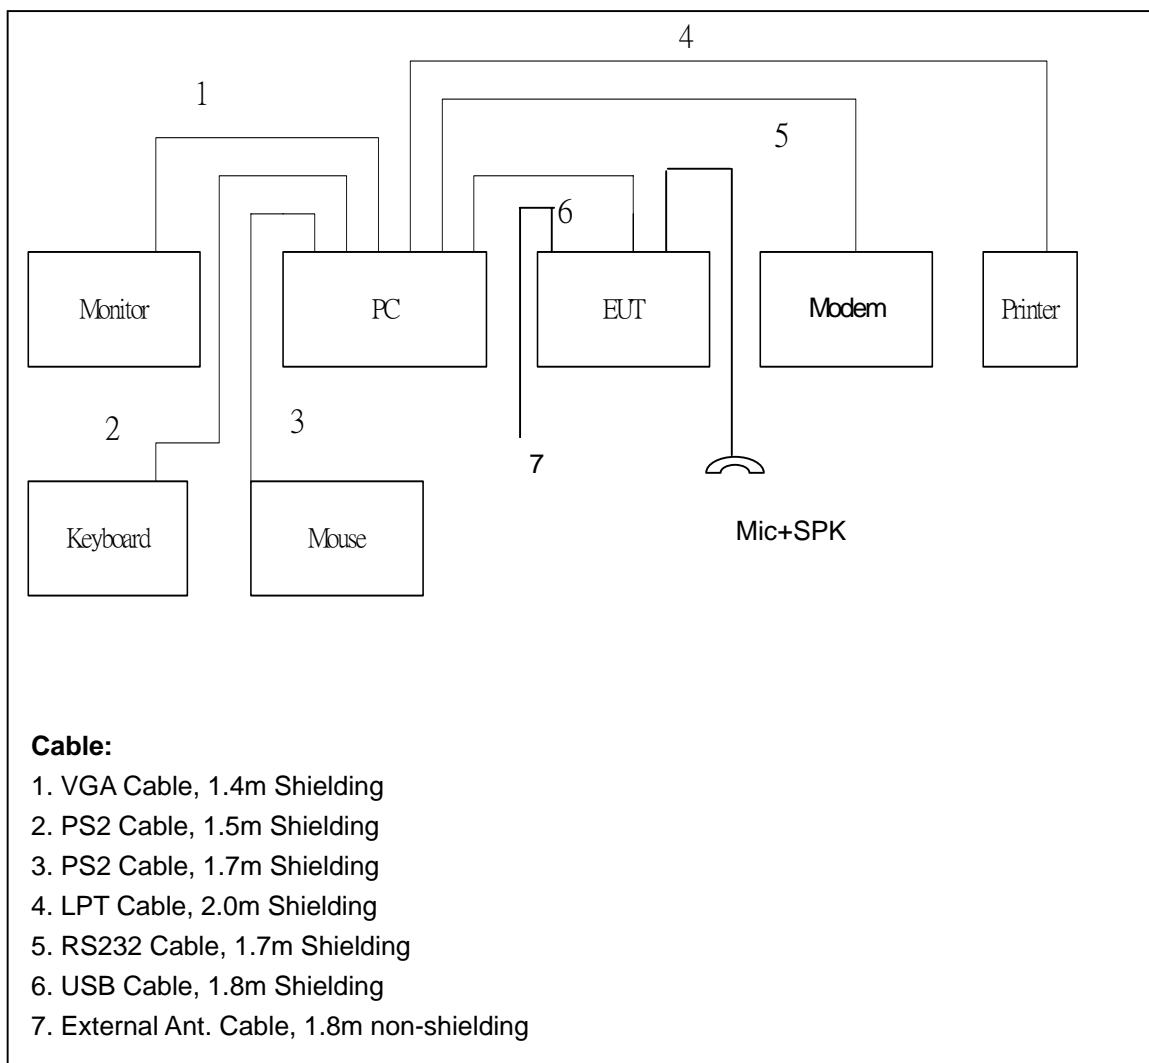 4
1
5
6
Monitor
PC
EUT
Modem
Printer
2
3
7
Keyboard
Mouse
Mic+SPK
Cable:
1. VGA Cable, 1.4m Shielding
2. PS2 Cable, 1.5m Shielding
3. PS2 Cable, 1.7m Shielding
4. LPT Cable, 2.0m Shielding
5. RS232 Cable, 1.7m Shielding
6. USB Cable, 1.8m Shielding
7. External Ant. Cable, 1.8m non-shielding